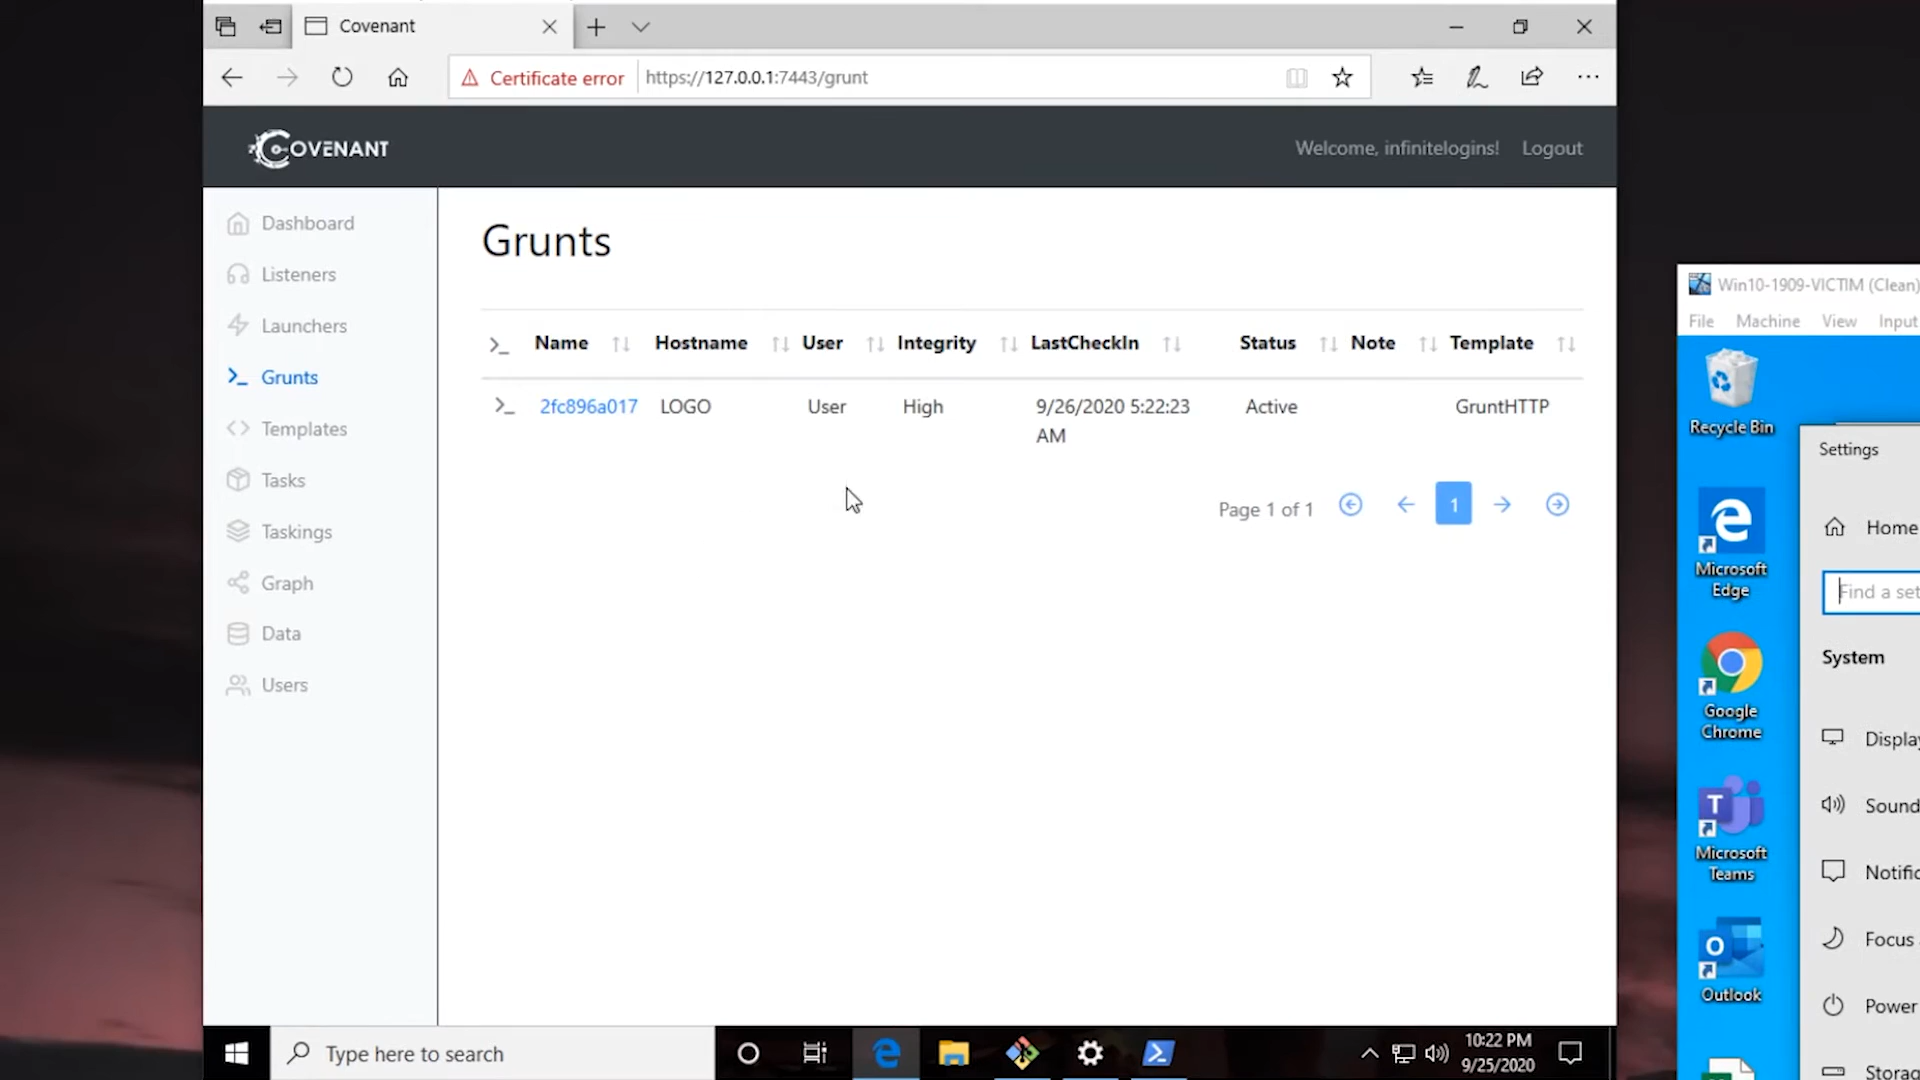 Covenant
Certificate error
https://127.0.0.1:7443/grunt
COVENANT
Welcome, infinitelogins!
Logout
Dashboard
Listeners
Launchers
Grunts
Templates
Tasks
Taskings
Graph
Data
Users
Grunts
Name Hostname User Integrity LastCheckIn Status Note Template
2fc896a017 LOGO User High 9/26/2020 5:22:23 Active GruntHTTP
AM
Page 1 of 1
1
Type here to search
10:22 PM
9/25/2020
Win10-1909-VICTIM (Clean)
File Machine View Input
Recycle Bin
Microsoft
Edge
Google
Chrome
Microsoft
Teams
Outlook
Settings
Home
Find a set
System
Display
Sound
Notific
Focus
Power
Storag